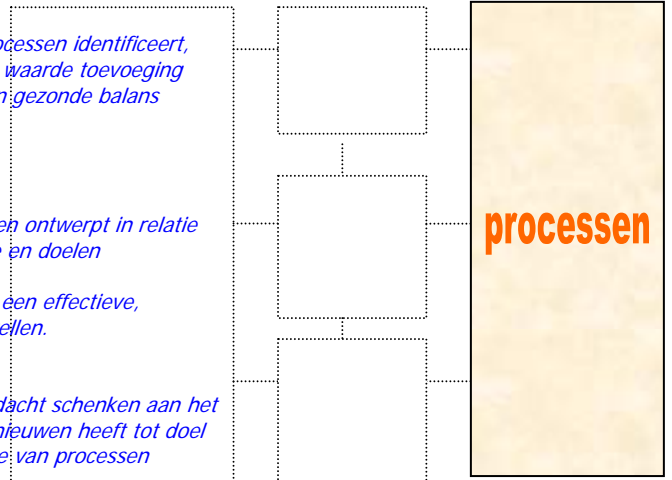 ocessen identificeert,
waarde toevoeging
n gezonde balans
en ontwerpt in relatie
e en doelen
een effectieve,
ellen.
dacht schenken aan het
nieuwen heeft tot doel
e van processen
processen